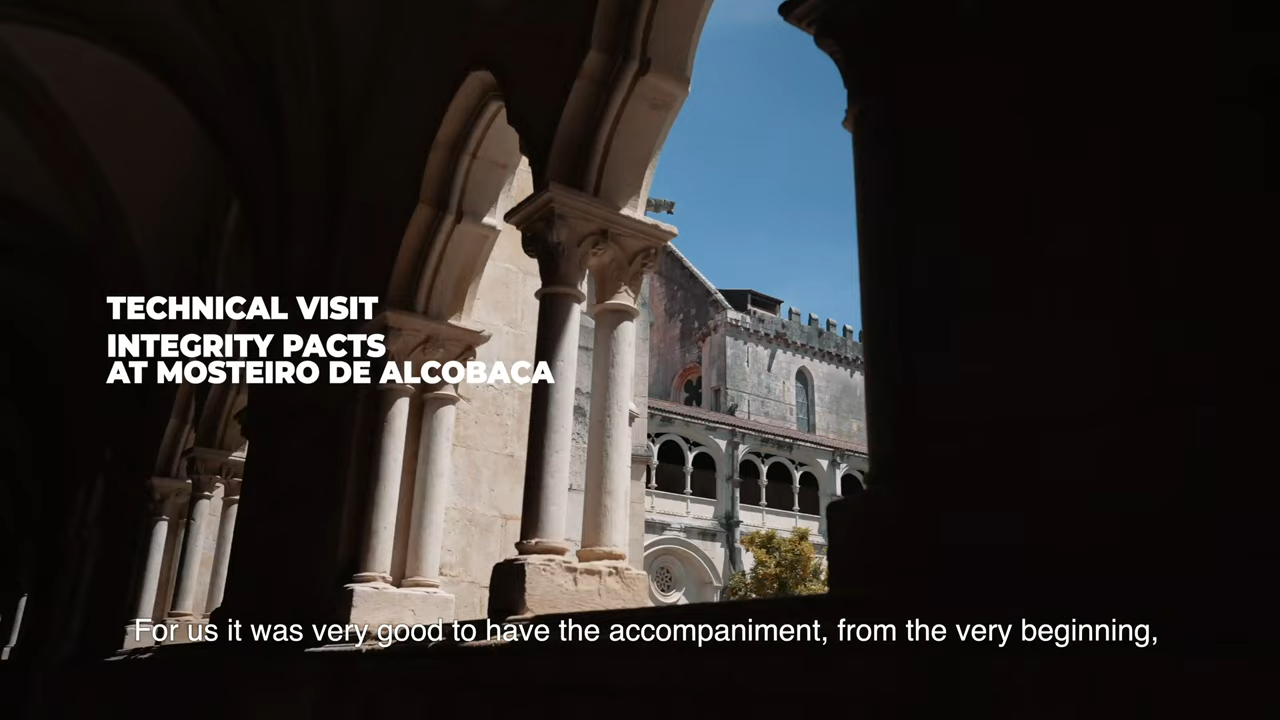 TECHNICAL VISIT
INTEGRITY PACTS
AT MOSTEIRO DE ALCOBAÇA
For us it was very good to have the accompaniment, from the very beginning,